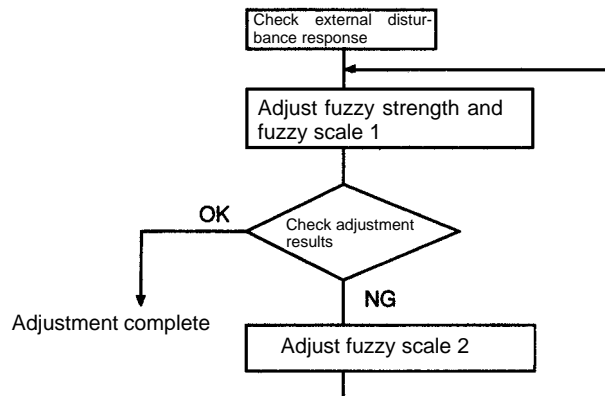 Check external distur-
bance response
Adjust fuzzy strength and
fuzzy scale 1
Check adjustment
results
OK
NG
Adjustment complete
Adjust fuzzy scale 2